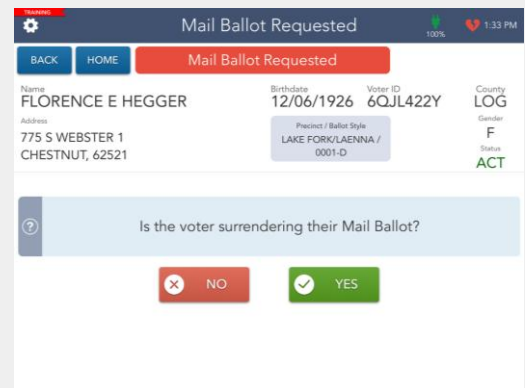 TRAINING
Mail Ballot Requested
100%
1:33 PM
BACK
HOME
Mail Ballot Requested
Name
FLORENCE E HEGGER
Birthdate
12/06/1926
Voter ID
6QJL422Y
County
LOG
Address
775 S WEBSTER 1
CHESTNUT, 62521
Precinct / Ballot Style
LAKE FORK/LAENNA /
0001-D
Gender
F
Status
ACT
? Is the voter surrendering their Mail Ballot?
NO
YES